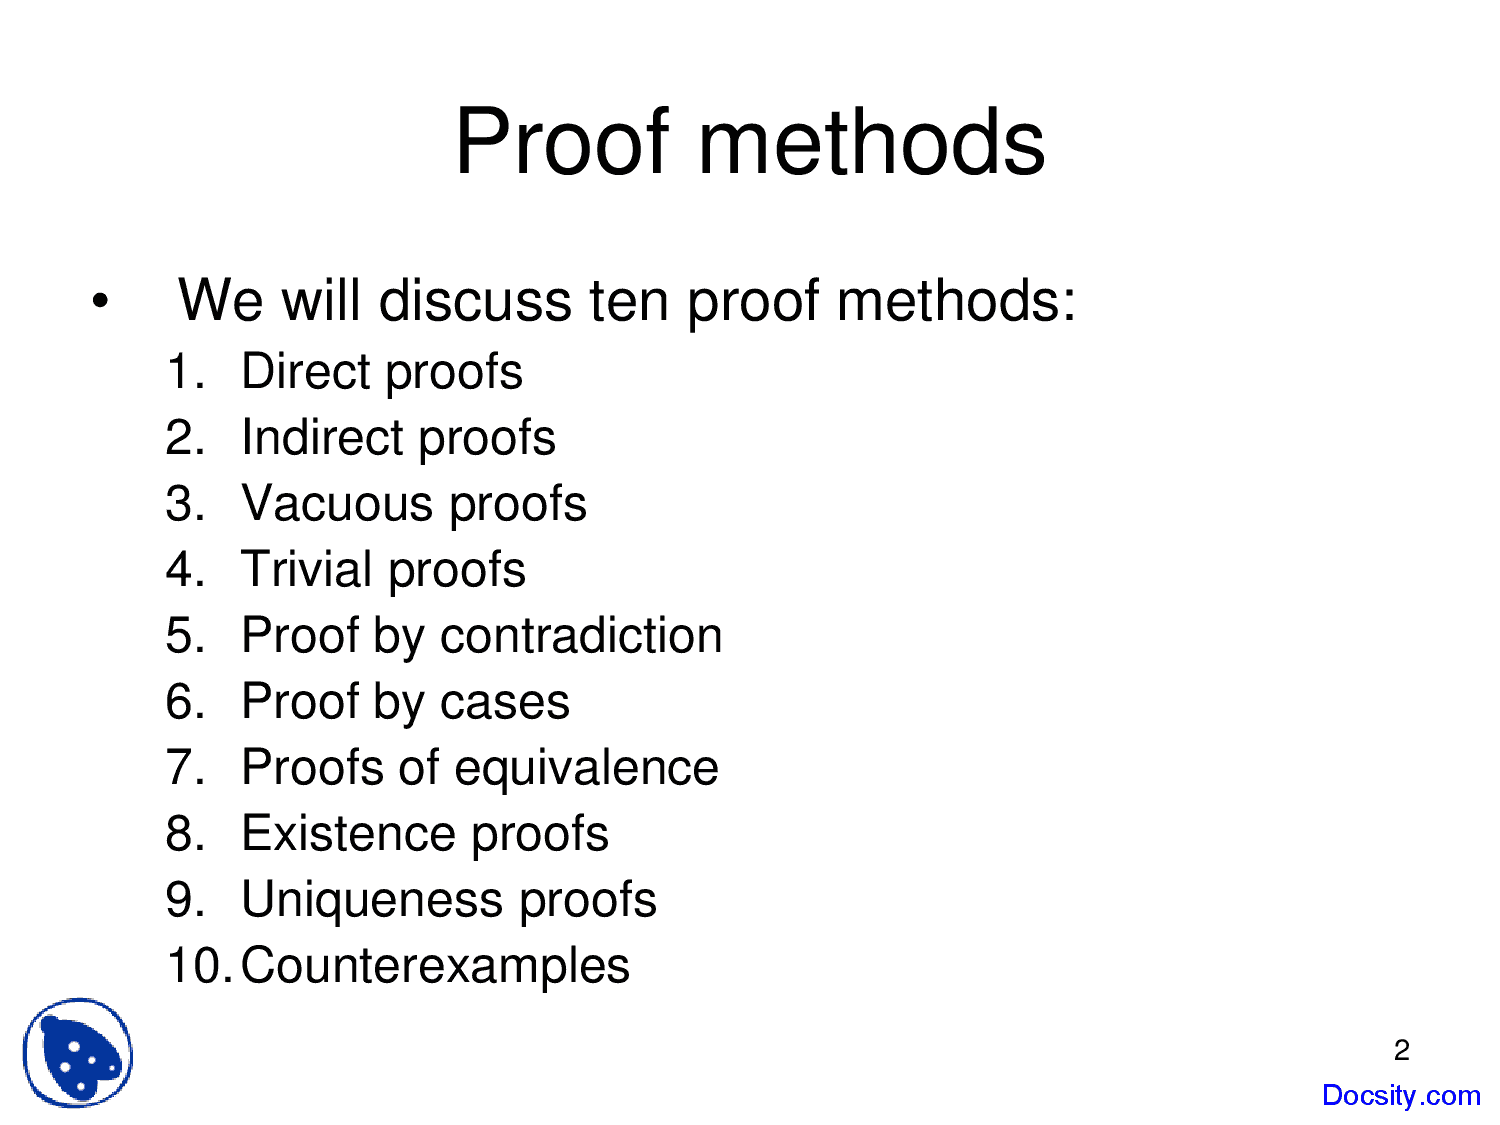 Proof methods
• We will discuss ten proof methods:
1. Direct proofs
2. Indirect proofs
3. Vacuous proofs
4. Trivial proofs
5. Proof by contradiction
6. Proof by cases
7. Proofs of equivalence
8. Existence proofs
9. Uniqueness proofs
10. Counterexamples
2
Docsity.com